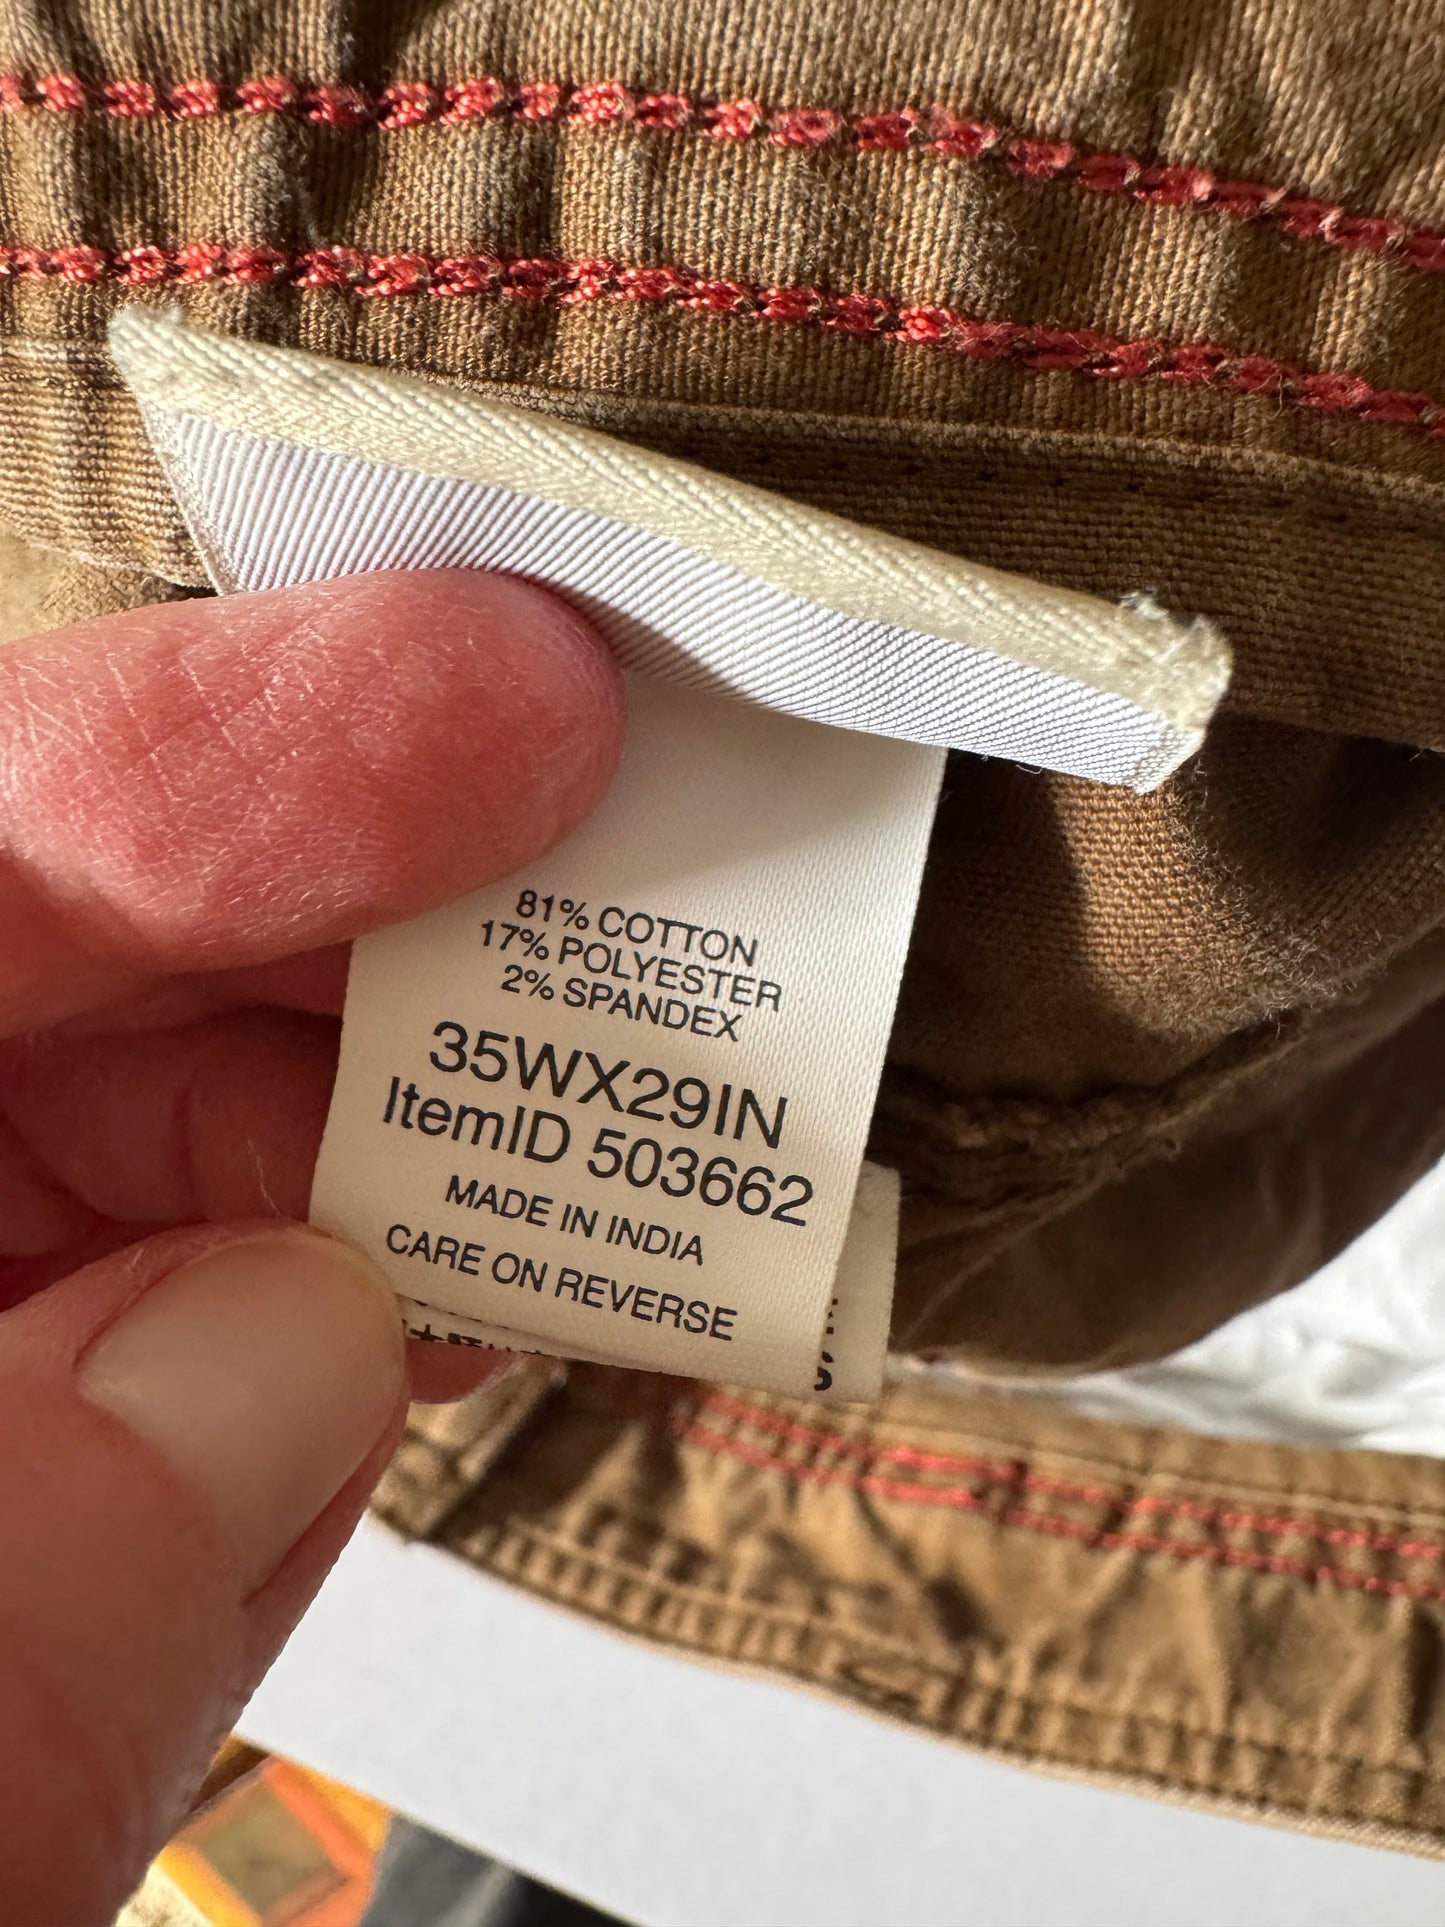 81% COTTON
17% POLYESTER
2% SPANDEX
35WX29IN
ItemID 503662
MADE IN INDIA
CARE ON REVERSE